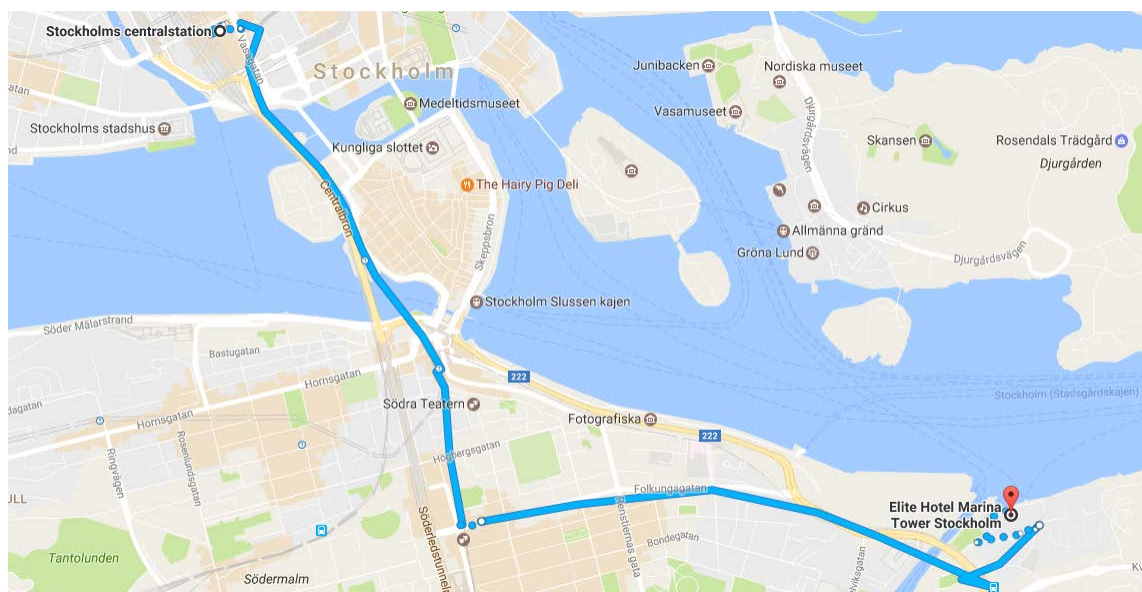 Stockholms centralstation
Vasagatan
Stockholm
Junibacken
Nordiska museet
Medeltidsmuseet
Vasamuseet
Djurgårdsvägen
Stockholms stadshus
Kungliga slottet
Skansen
Rosendals Trädgård
Djurgården
The Hairy Pig Deli
Centralbron
Cirkus
Skeppsbron
Allmänna gränd
Gröna Lund
Djurgårdsvägen
Stockholm Slussen kajen
Söder Mälarstrand
Bastugatan
Hornsgatan
222
Stockholm (Stadsgårdskajen)
Södra Teatern
Fotografiska
Hornsgatan
222
Rosenlundsgatan
Ringvägen
Högbergsgatan
Folkungagatan
Elite Hotel Marina
Tower Stockholm
Renstiernas gata
Bondegatan
Söderledstunneln
Tantolunden
Södermalm